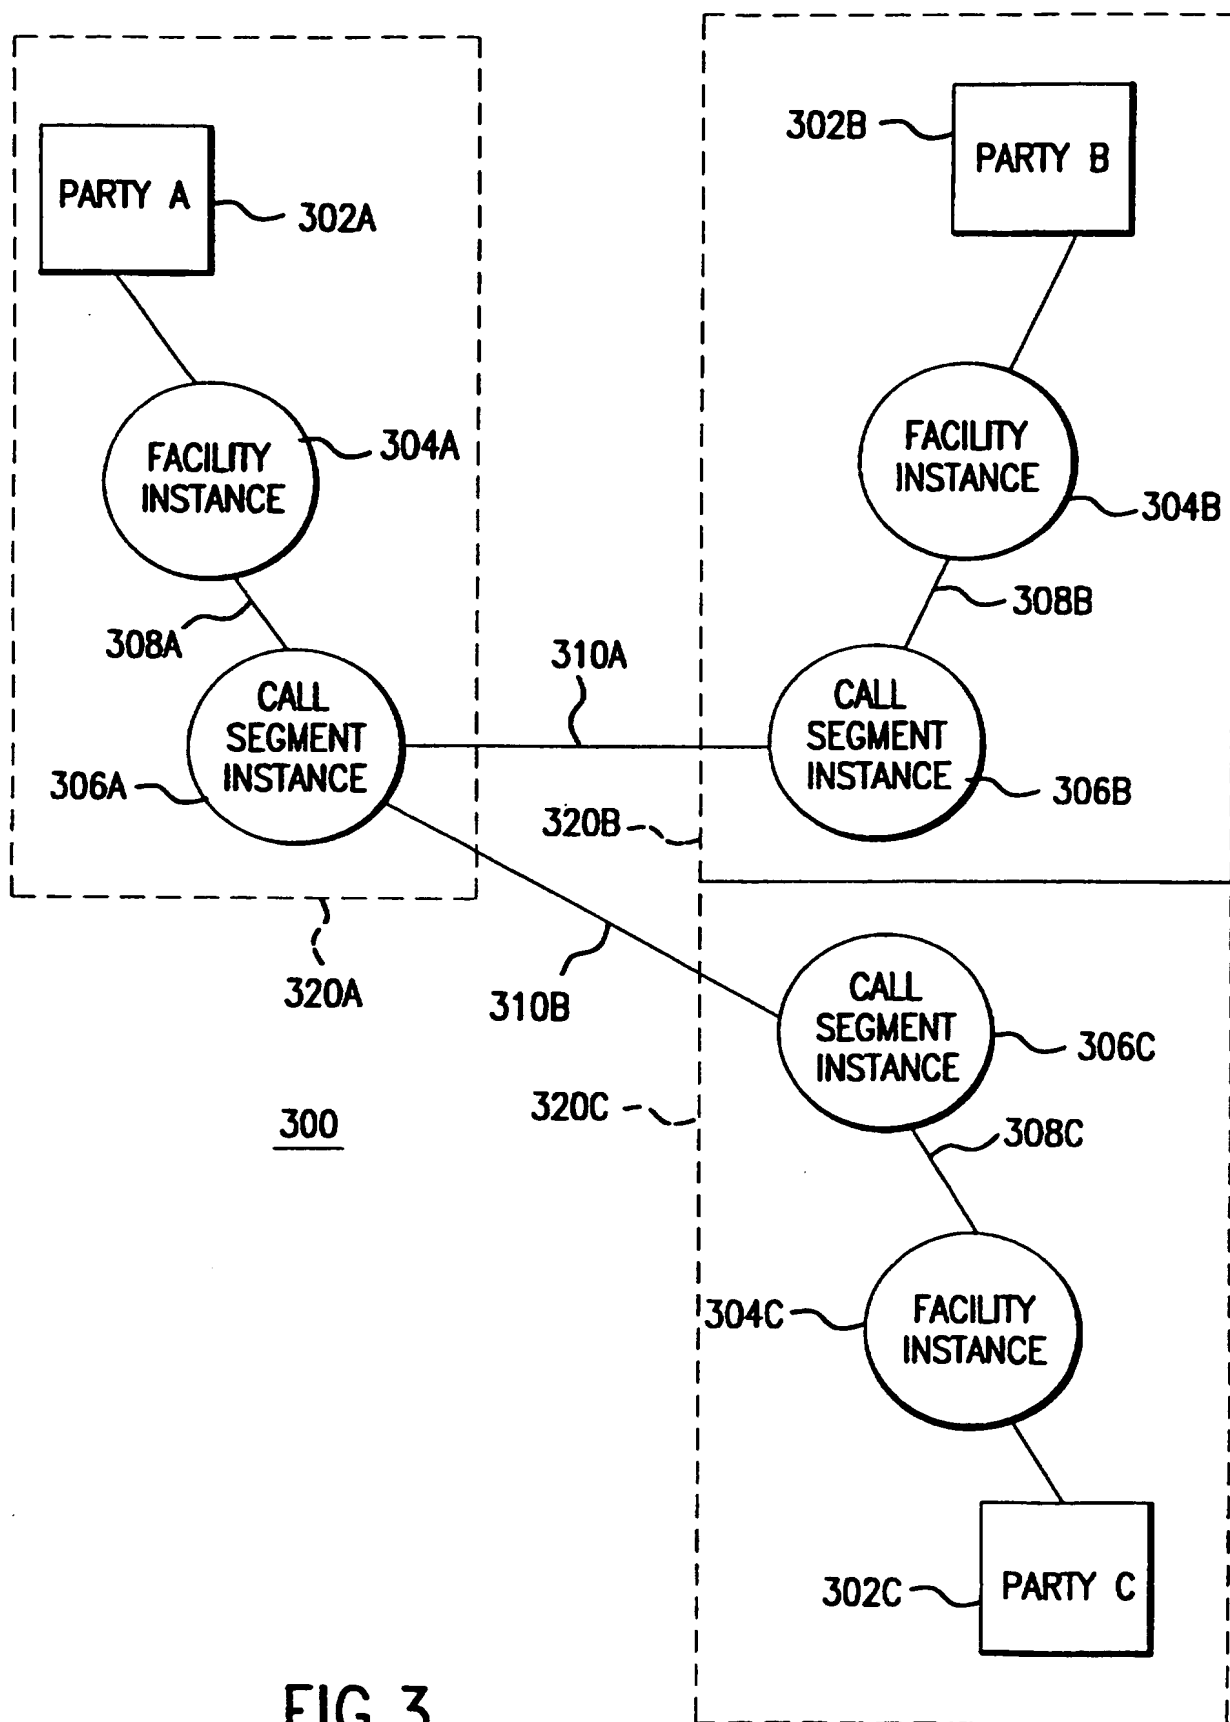 302B
PARTY B
PARTY A
302A
FACILITY
INSTANCE
304A
FACILITY
INSTANCE
304B
308A
308B
310A
CALL
SEGMENT
INSTANCE
306A
CALL
SEGMENT
INSTANCE
306B
320B
320A
310B
CALL
SEGMENT
INSTANCE
306C
320C
300
308C
304C
FACILITY
INSTANCE
302C
PARTY C
FIG.3